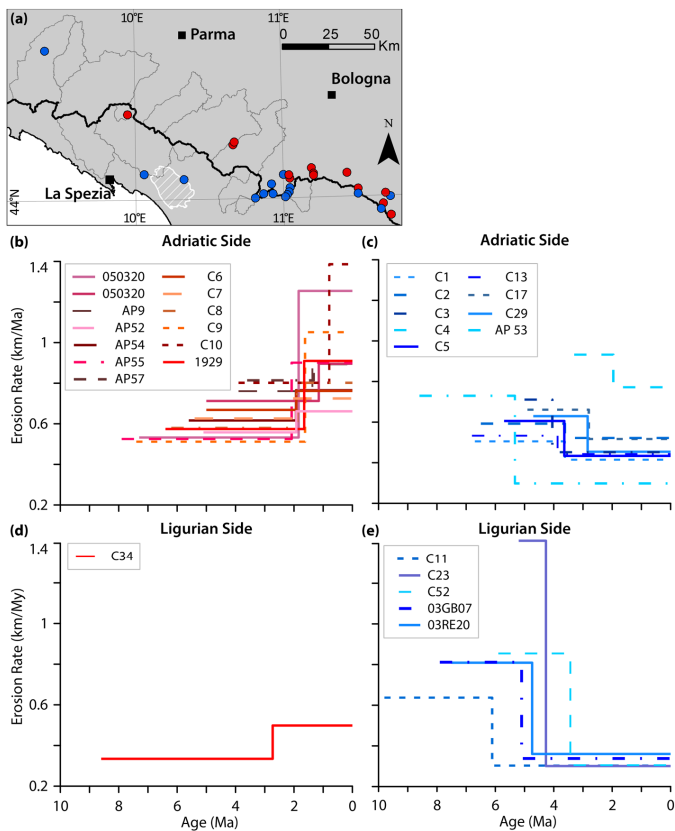 (a)
10°E
11°E
Parma
0 25 50
Km
Bologna
N
La Spezia
44°N
10°E
11°E
(b) Adriatic Side
(c) Adriatic Side
1.4
1
0.6
0.2
Erosion Rate (km/Ma)
050320
050320
AP9
AP52
AP54
AP55
AP57
C6
C7
C8
C9
C10
1929
C1
C2
C3
C4
C5
C13
C17
C29
AP 53
(d) Ligurian Side
(e) Ligurian Side
1.4
1
0.6
0.2
Erosion Rate (km/My)
C34
C11
C23
C52
03GB07
03RE20
10 8 6 4 2 0
Age (Ma)
10 8 6 4 2 0
Age (Ma)